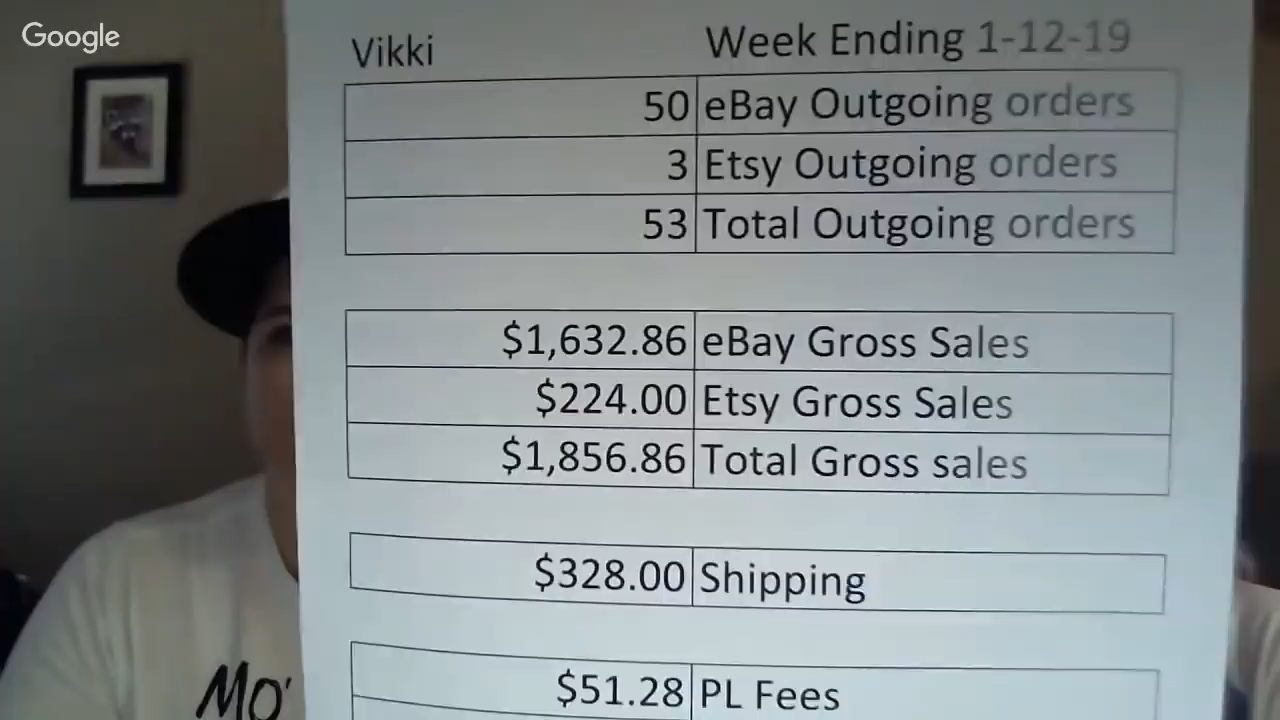 Google
Vikki Week Ending 1-12-19
50 eBay Outgoing orders
3 Etsy Outgoing orders
53 Total Outgoing orders
$1,632.86 eBay Gross Sales
$224.00 Etsy Gross Sales
$1,856.86 Total Gross sales
$328.00 Shipping
$51.28 PL Fees
MO'